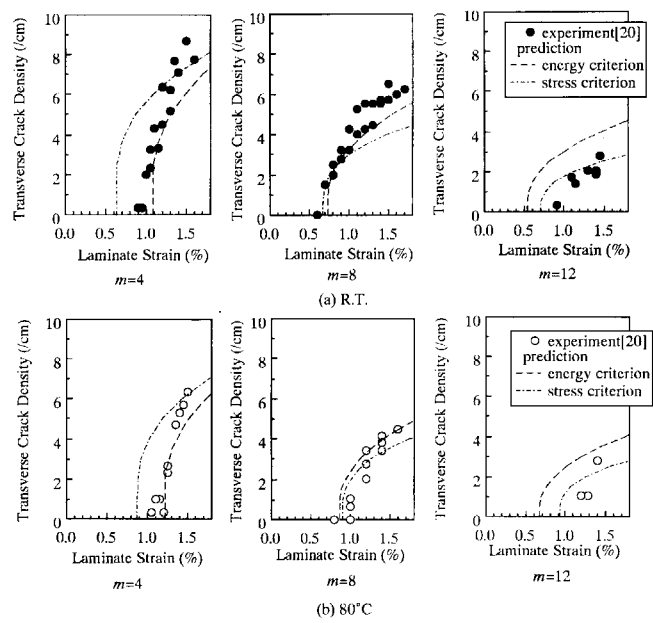 Transverse Crack Density (/cm)
10
8
6
4
2
0
0.0 0.5 1.0 1.5
Laminate Strain (%)
m=4
Transverse Crack Density (/cm)
10
8
6
4
2
0
0.0 0.5 1.0 1.5
Laminate Strain (%)
m=8
Transverse Crack Density (/cm)
10
8
6
4
2
0
0.0 0.5 1.0 1.5
Laminate Strain (%)
m=12
experiment[20]
prediction
energy criterion
stress criterion
(a) R.T.
Transverse Crack Density (/cm)
10
8
6
4
2
0
0.0 0.5 1.0 1.5
Laminate Strain (%)
m=4
Transverse Crack Density (/cm)
10
8
6
4
2
0
0.0 0.5 1.0 1.5
Laminate Strain (%)
m=8
Transverse Crack Density (/cm)
10
8
6
4
2
0
0.0 0.5 1.0 1.5
Laminate Strain (%)
m=12
experiment[20]
prediction
energy criterion
stress criterion
(b) 80°C